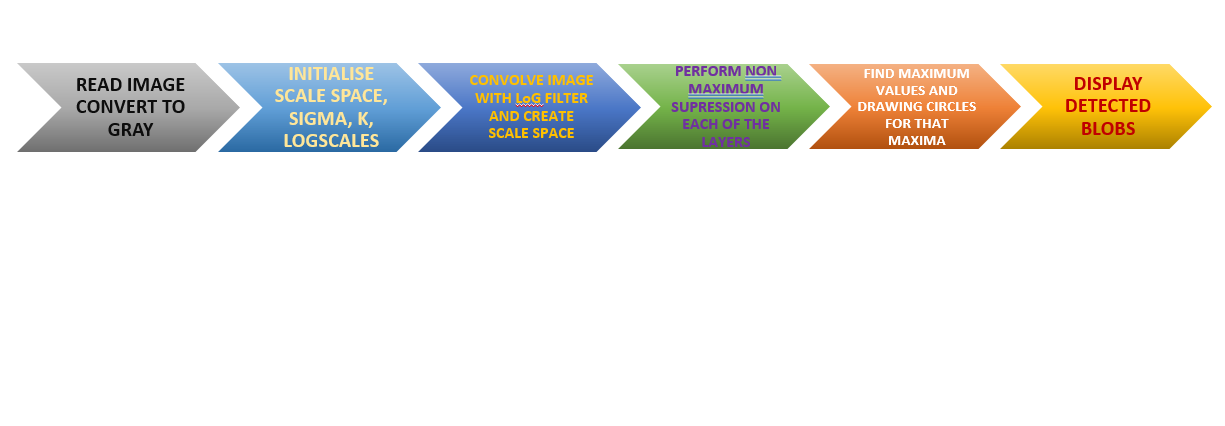 READ IMAGE
CONVERT TO
GRAY
INITIALISE
SCALE SPACE,
SIGMA, K,
LOGSCALES
CONVOLVE IMAGE
WITH LoG FILTER
AND CREATE
SCALE SPACE
PERFORM NON
MAXIMUM
SUPRESSION ON
EACH OF THE
LAYERS
FIND MAXIMUM
VALUES AND
DRAWING CIRCLES
FOR THAT
MAXIMA
DISPLAY
DETECTED
BLOBS